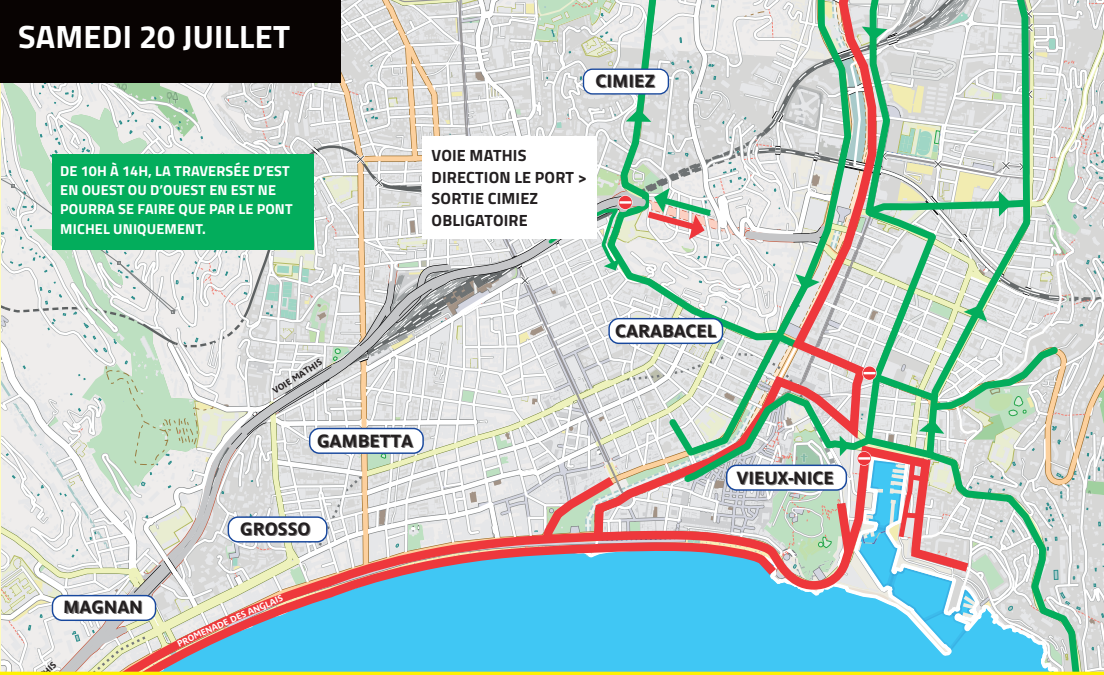 SAMEDI 20 JUILLET
CIMIEZ
DE 10H À 14H, LA TRAVERSÉE D'EST
EN OUEST OU D'OUEST EN EST NE
POURRA SE FAIRE QUE PAR LE PONT
MICHEL UNIQUEMENT.
VOIE MATHIS
DIRECTION LE PORT >
SORTIE CIMIEZ
OBLIGATOIRE
CARABACEL
VOIE MATHIS
GAMBETTA
VIEUX-NICE
GROSSO
MAGNAN
PROMENADE DES ANGLAIS